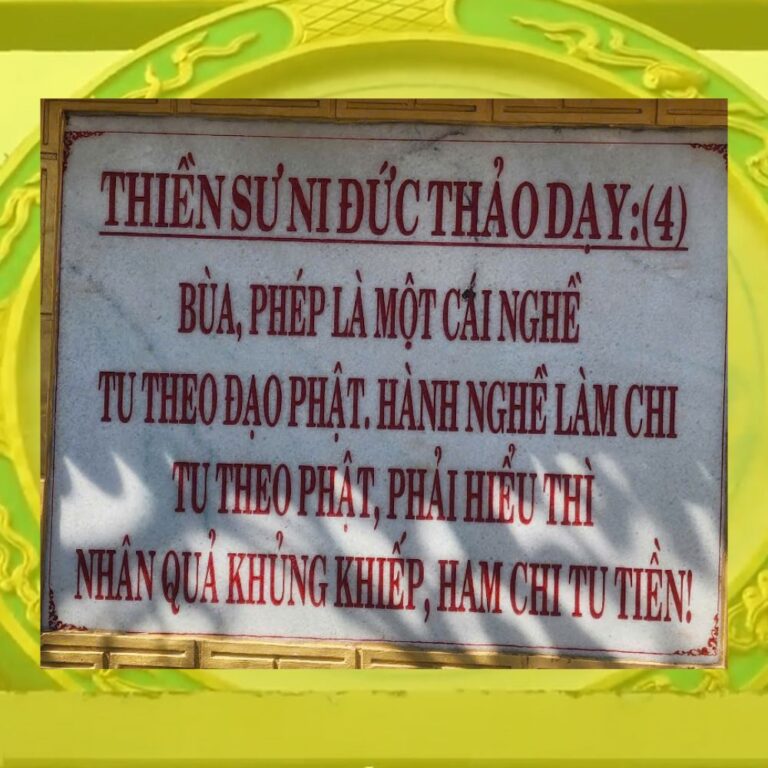 THIỀN SƯ NI ĐỨC THẢO DẠY:(4)
BÙA, PHÉP LÀ MỘT CÁI NGHỀ
TU THEO ĐẠO PHẬT. HÀNH NGHỀ LÀM CHI
TU THEO PHẬT, PHẢI HIỂU THÌ
NHÂN QUẢ KHỦNG KHIẾP, HAM CHI TU TIỀN!